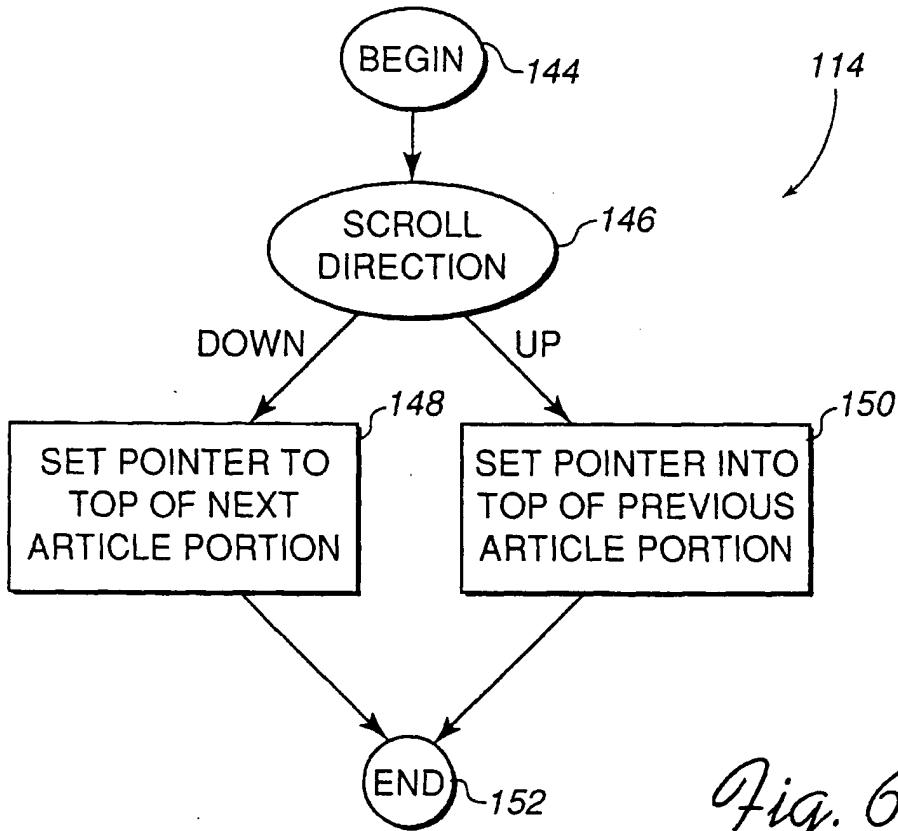 BEGIN
144
114
SCROLL
DIRECTION
146
DOWN
UP
148
150
SET POINTER TO
TOP OF NEXT
ARTICLE PORTION
SET POINTER INTO
TOP OF PREVIOUS
ARTICLE PORTION
END
152
Fig. 6